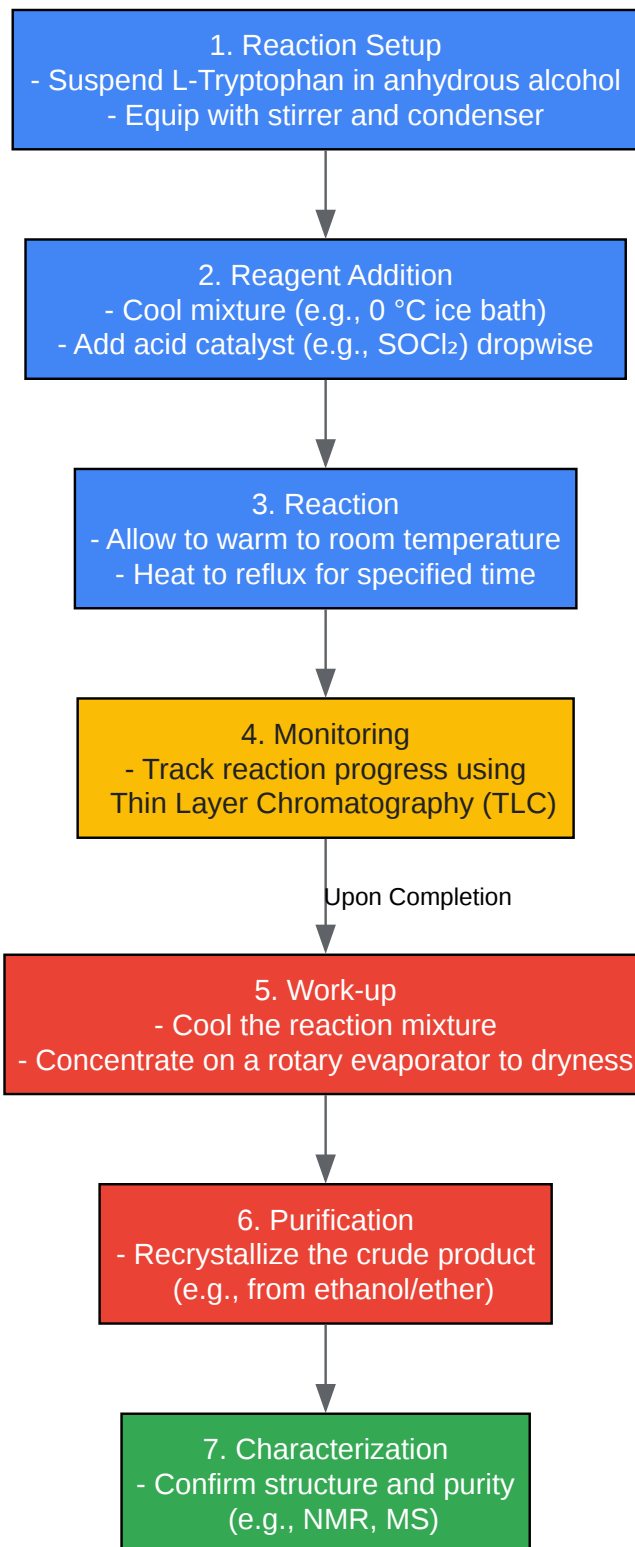 1. Reaction Setup
- Suspend L-Tryptophan in anhydrous alcohol
- Equip with stirrer and condenser
2. Reagent Addition
- Cool mixture (e.g., 0 °C ice bath)
- Add acid catalyst (e.g., SOCl₂) dropwise
3. Reaction
- Allow to warm to room temperature
- Heat to reflux for specified time
4. Monitoring
- Track reaction progress using
Thin Layer Chromatography (TLC)
Upon Completion
5. Work-up
- Cool the reaction mixture
- Concentrate on a rotary evaporator to dryness
6. Purification
- Recrystallize the crude product
(e.g., from ethanol/ether)
7. Characterization
- Confirm structure and purity
(e.g., NMR, MS)